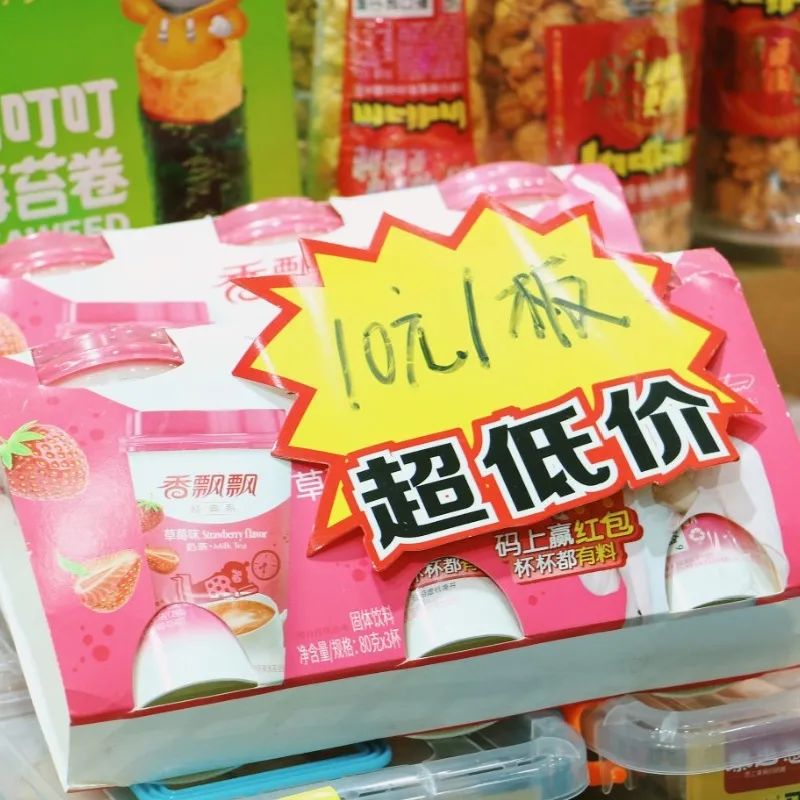 叮叮
海苔卷
香飘飘
10元/板
超低价
香飘飘
经典系
草莓味 Strawberry flavor
奶茶·Milk Tea
草
码上赢红包
杯杯都有料
固体饮料
净含量/规格:80克x3杯